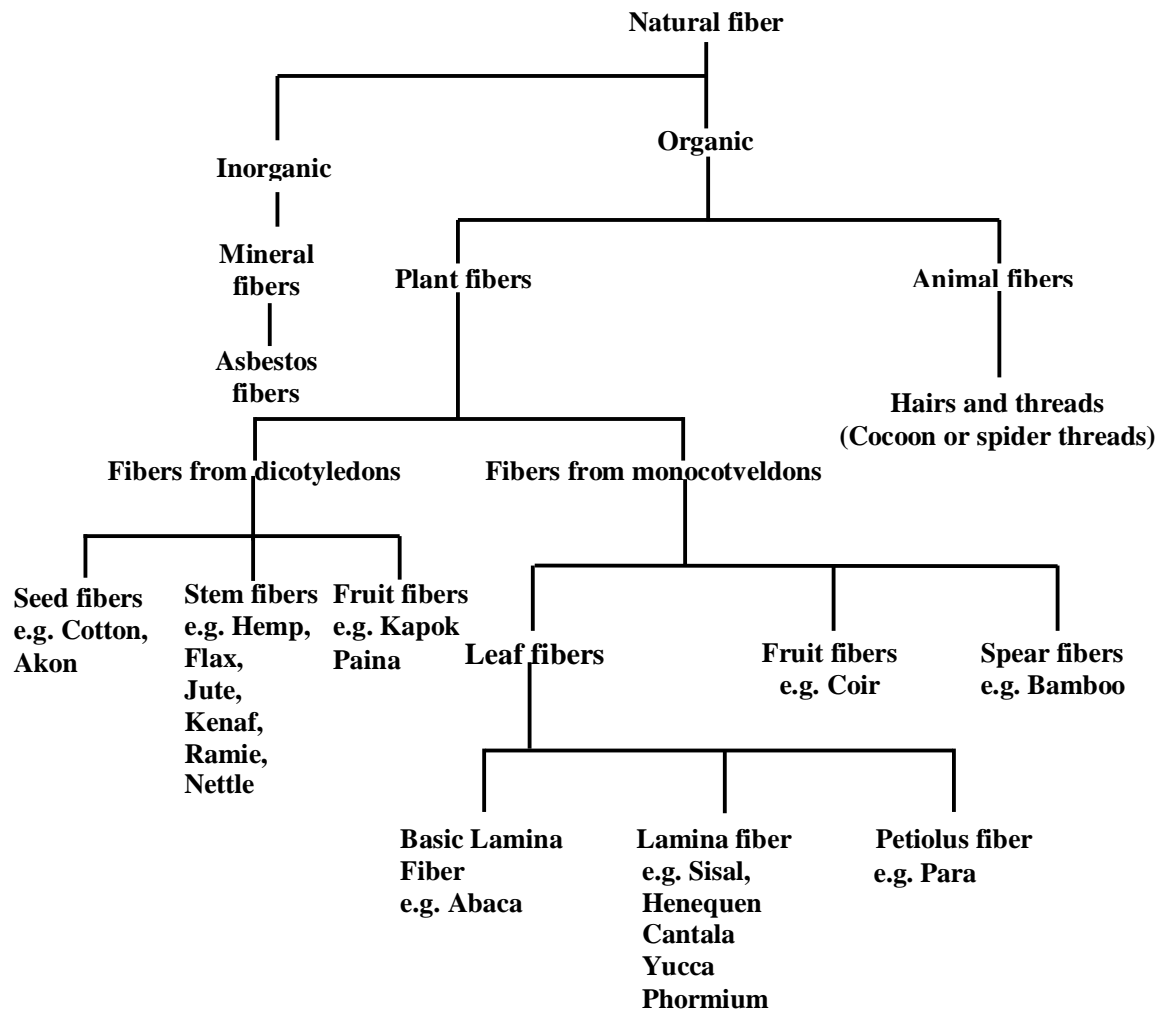 Natural fiber
Organic
Inorganic
Mineral
fibers
Plant fibers
Animal fibers
Asbestos
fibers
Hairs and threads
(Cocoon or spider threads)
Fibers from dicotyledons
Fibers from monocotveldons
Seed fibers
e.g. Cotton,
Akon
Stem fibers
e.g. Hemp,
Flax,
Jute,
Kenaf,
Ramie,
Nettle
Fruit fibers
e.g. Kapok
Paina
Leaf fibers
Fruit fibers
e.g. Coir
Spear fibers
e.g. Bamboo
Basic Lamina
Fiber
e.g. Abaca
Lamina fiber
e.g. Sisal,
Henequen
Cantala
Yucca
Phormium
Petiolus fiber
e.g. Para